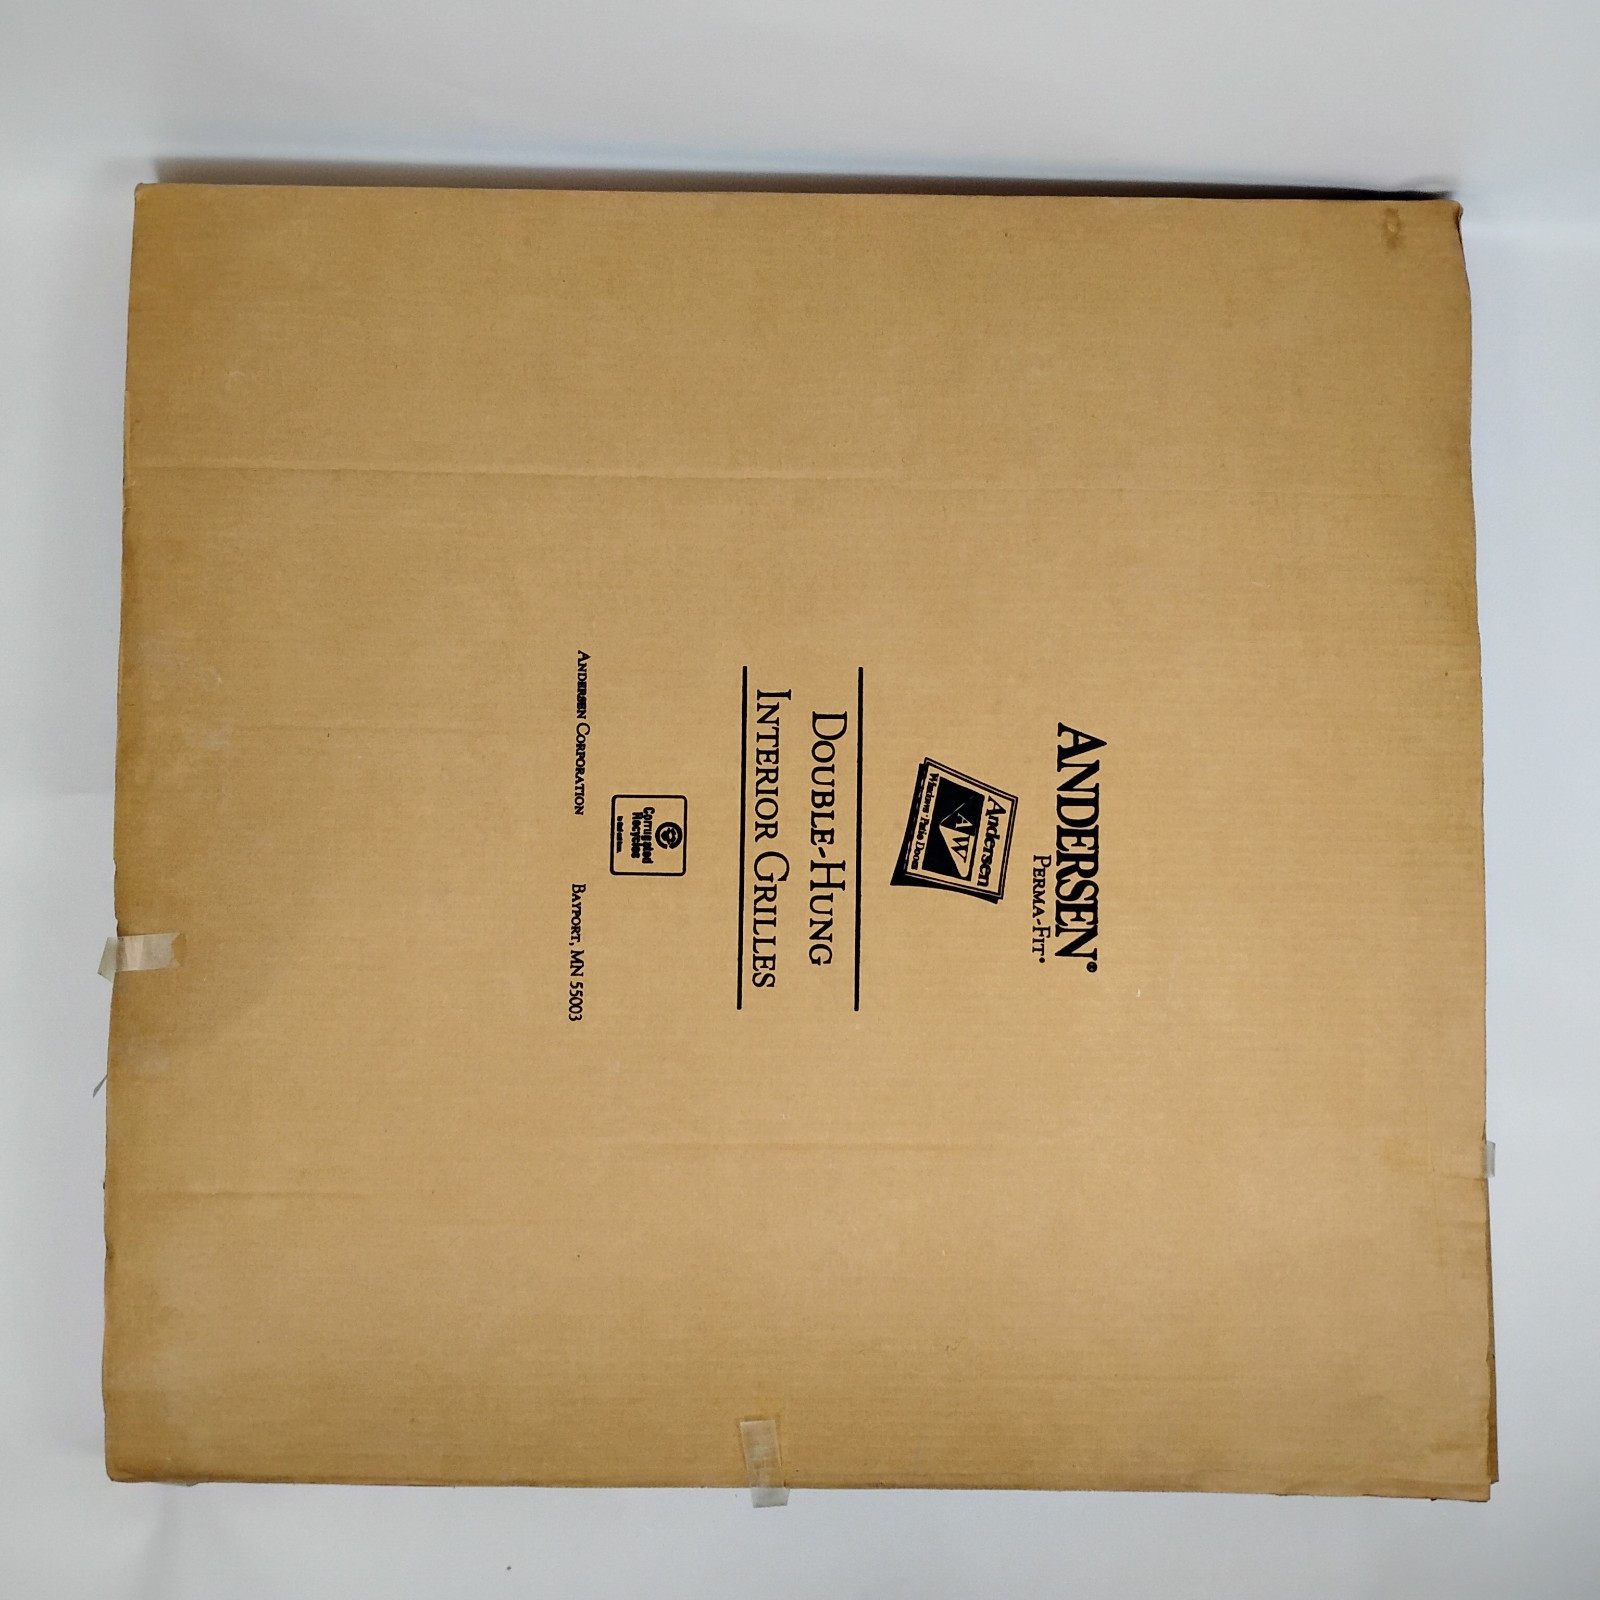 ANDERSEN®
PERMA-FIT®
Andersen
AW
Windows · Patio Doors
DOUBLE-HUNG
INTERIOR GRILLES
Corrugated
Recycles
ANDERSEN CORPORATION BAYPORT, MN 55003